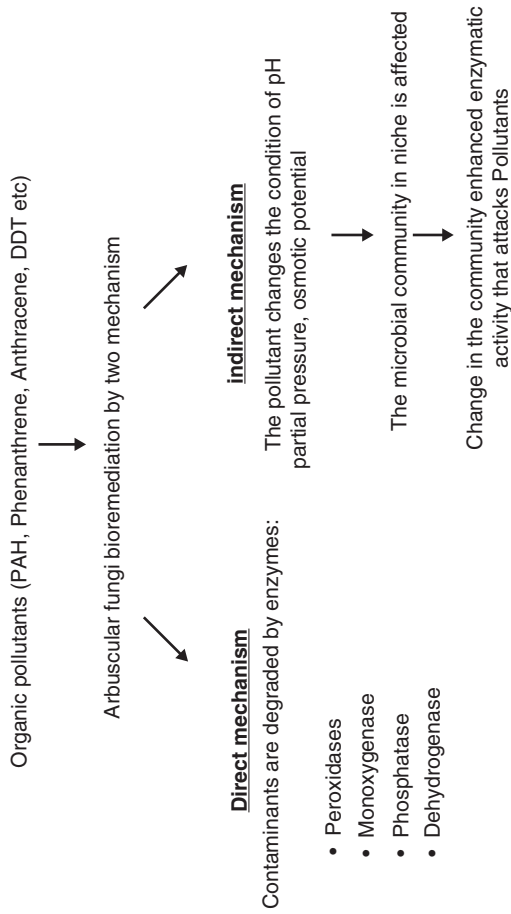 Organic pollutants (PAH, Phenanthrene, Anthracene, DDT etc)
Arbuscular fungi bioremediation by two mechanism
Direct mechanism
Contaminants are degraded by enzymes:
• Peroxidases
• Monoxygenase
• Phosphatase
• Dehydrogenase
indirect mechanism
The pollutant changes the condition of pH
partial pressure, osmotic potential
The microbial community in niche is affected
Change in the community enhanced enzymatic
activity that attacks Pollutants